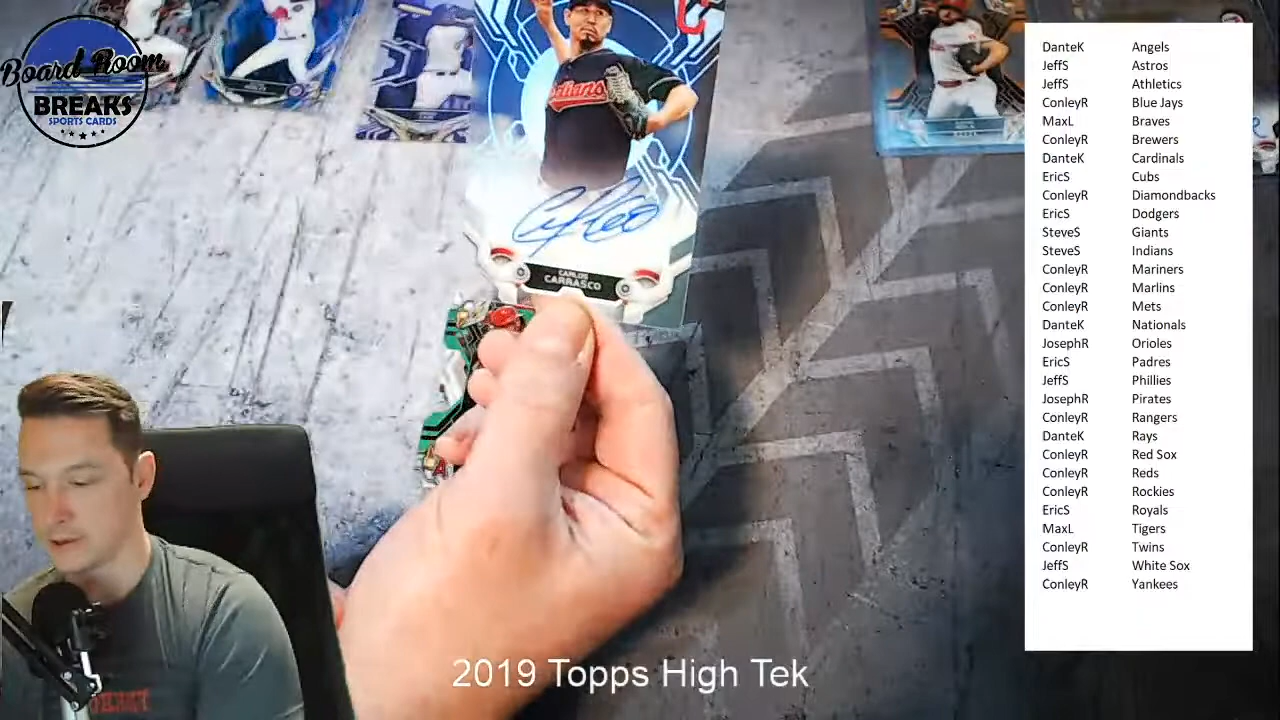 Board Room
BREAKS
SPORTS CARDS
Indians
CARLOS
CARRASCO
DanteK Angels
JeffS Astros
JeffS Athletics
ConleyR Blue Jays
MaxL Braves
ConleyR Brewers
DanteK Cardinals
EricS Cubs
ConleyR Diamondbacks
EricS Dodgers
SteveS Giants
SteveS Indians
ConleyR Mariners
ConleyR Marlins
ConleyR Mets
DanteK Nationals
JosephR Orioles
EricS Padres
JeffS Phillies
JosephR Pirates
ConleyR Rangers
DanteK Rays
ConleyR Red Sox
ConleyR Reds
ConleyR Rockies
EricS Royals
MaxL Tigers
ConleyR Twins
JeffS White Sox
ConleyR Yankees
2019 Topps High Tek